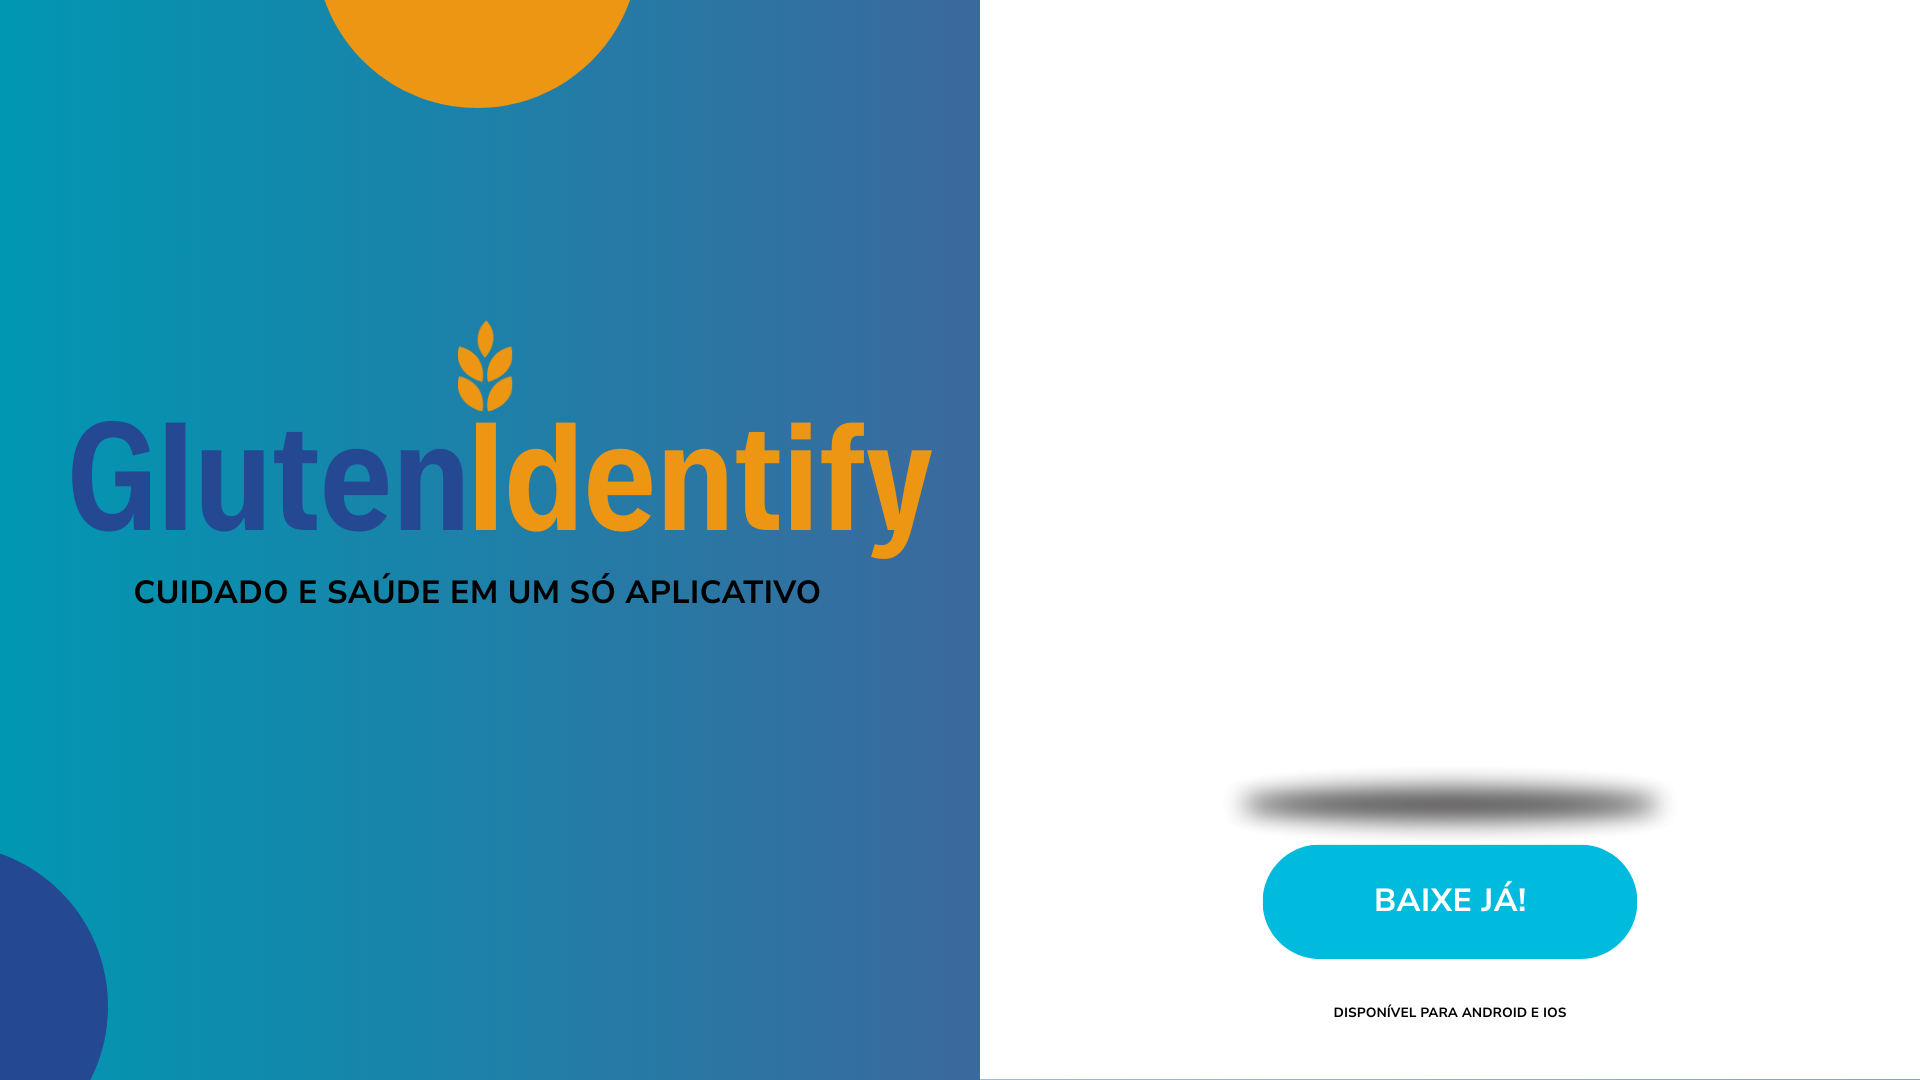 GlutenIdentify
CUIDADO E SAÚDE EM UM SÓ APLICATIVO
BAIXE JÁ!
DISPONÍVEL PARA ANDROID E IOS